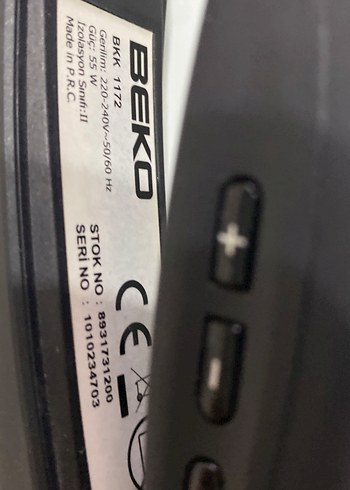 BEKO
BKK 1172
Gerilim: 220-240V~50/60 Hz
Güç: 55 W
İzolasyon Sınıfı:II
Made in P.R.C.
STOK NO : 8931731200
SERİ NO : 1010234703
CE
+
-